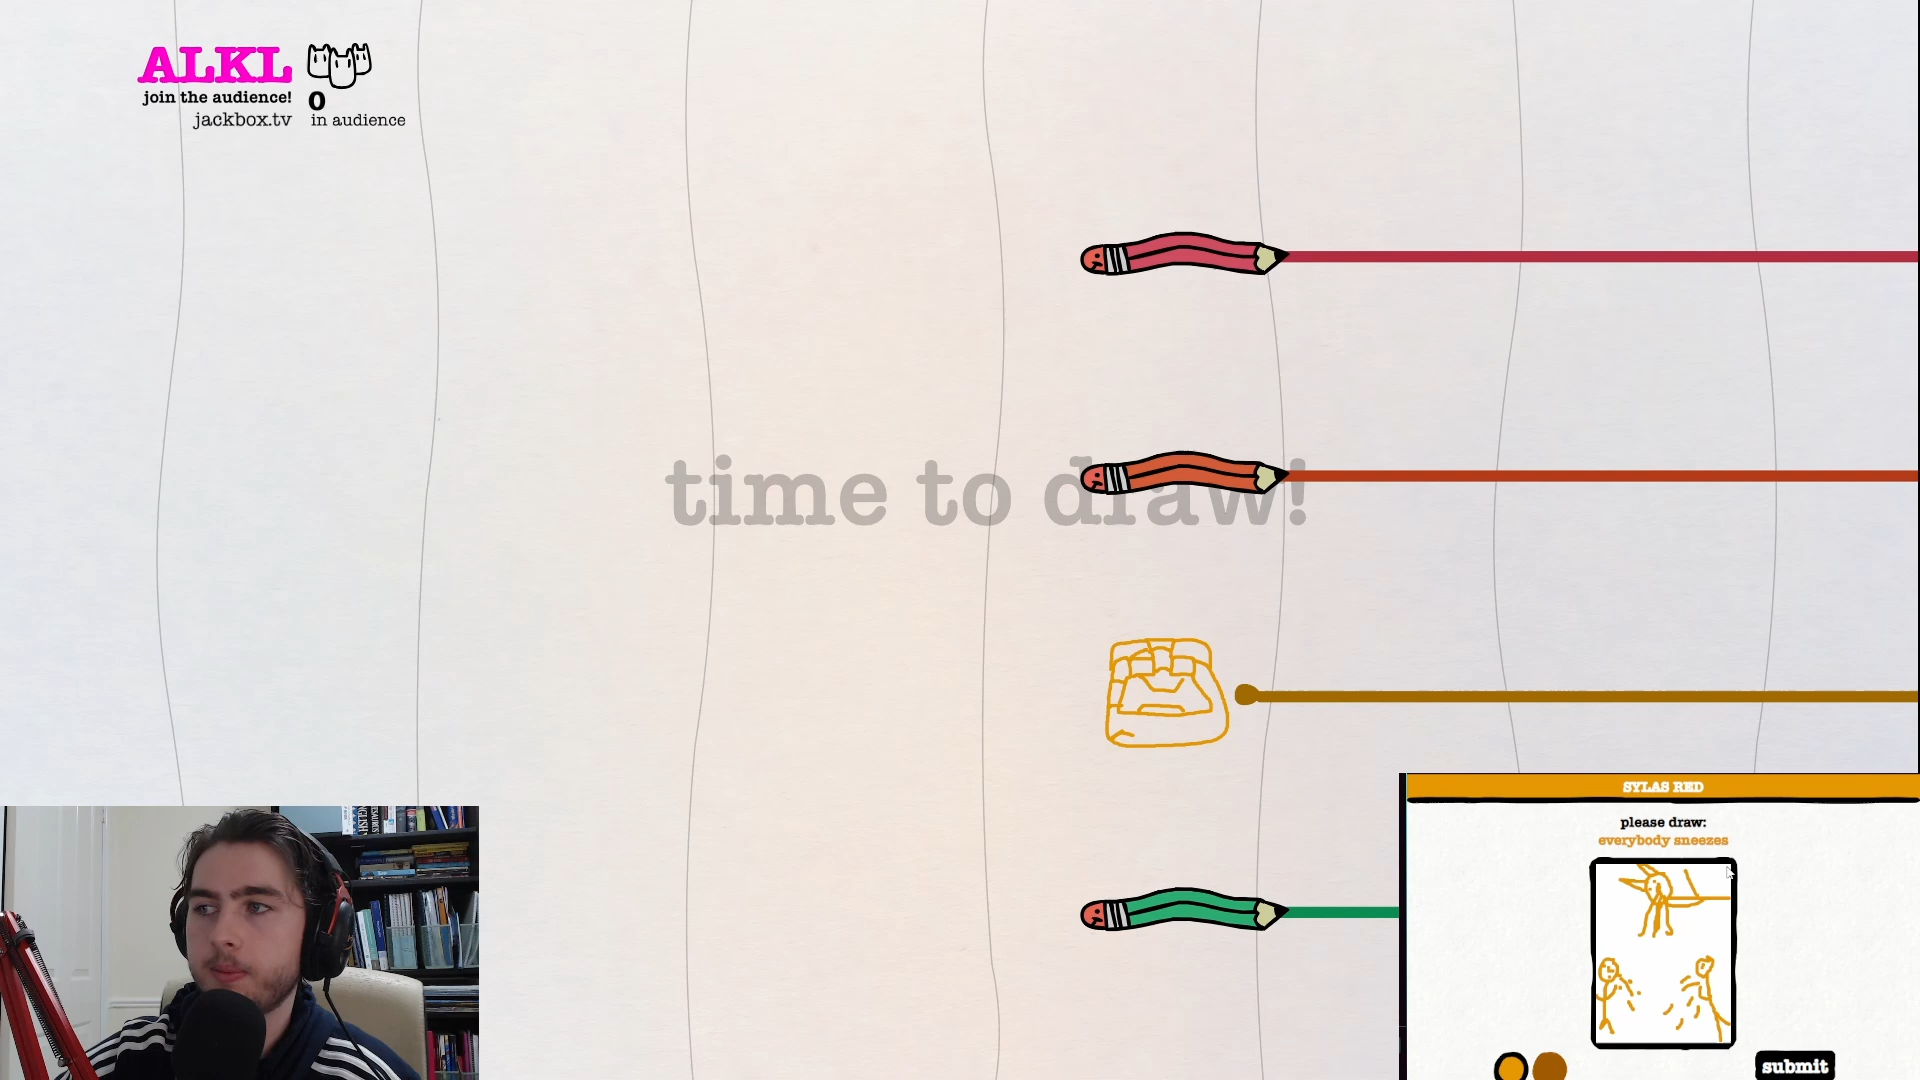 ALKL
join the audience!
jackbox.tv
0
in audience
time to draw!
SYLAS RED
please draw:
everybody sneezes
submit